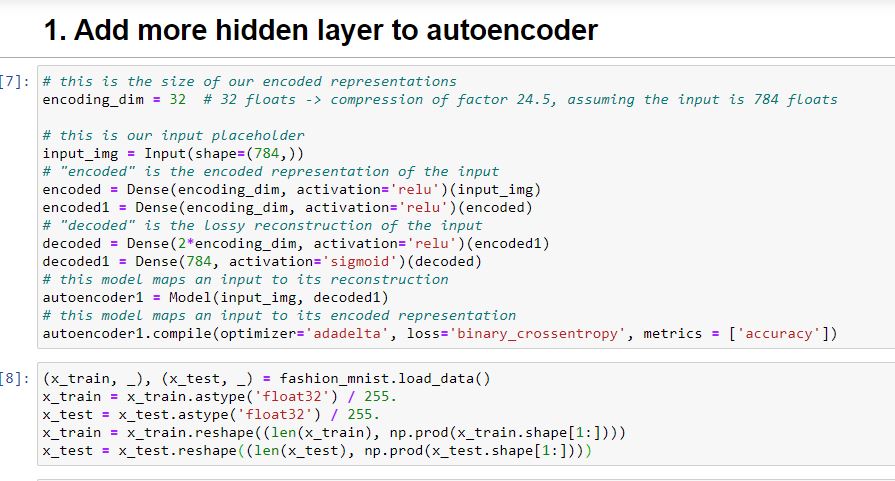 1. Add more hidden layer to autoencoder
[7]: # this is the size of our encoded representations
encoding_dim = 32  # 32 floats -> compression of factor 24.5, assuming the input is 784 floats
# this is our input placeholder
input_img = Input(shape=(784,))
# "encoded" is the encoded representation of the input
encoded = Dense(encoding_dim, activation='relu')(input_img)
encoded1 = Dense(encoding_dim, activation='relu')(encoded)
# "decoded" is the lossy reconstruction of the input
decoded = Dense(2*encoding_dim, activation='relu')(encoded1)
decoded1 = Dense(784, activation='sigmoid')(decoded)
# this model maps an input to its reconstruction
autoencoder1 = Model(input_img, decoded1)
# this model maps an input to its encoded representation
autoencoder1.compile(optimizer='adadelta', loss='binary_crossentropy', metrics = ['accuracy'])
[8]: (x_train, _), (x_test, _) = fashion_mnist.load_data()
x_train = x_train.astype('float32') / 255.
x_test = x_test.astype('float32') / 255.
x_train = x_train.reshape((len(x_train), np.prod(x_train.shape[1:])))
x_test = x_test.reshape((len(x_test), np.prod(x_test.shape[1:])))